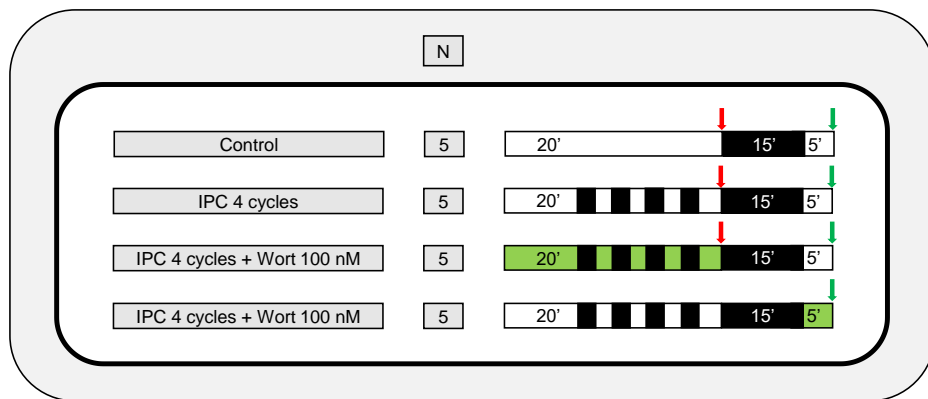 N
Control 5 20’ 15’ 5’
IPC 4 cycles 5 20’ 15’ 5’
IPC 4 cycles + Wort 100 nM 5 20’ 15’ 5’
IPC 4 cycles + Wort 100 nM 5 20’ 15’ 5’